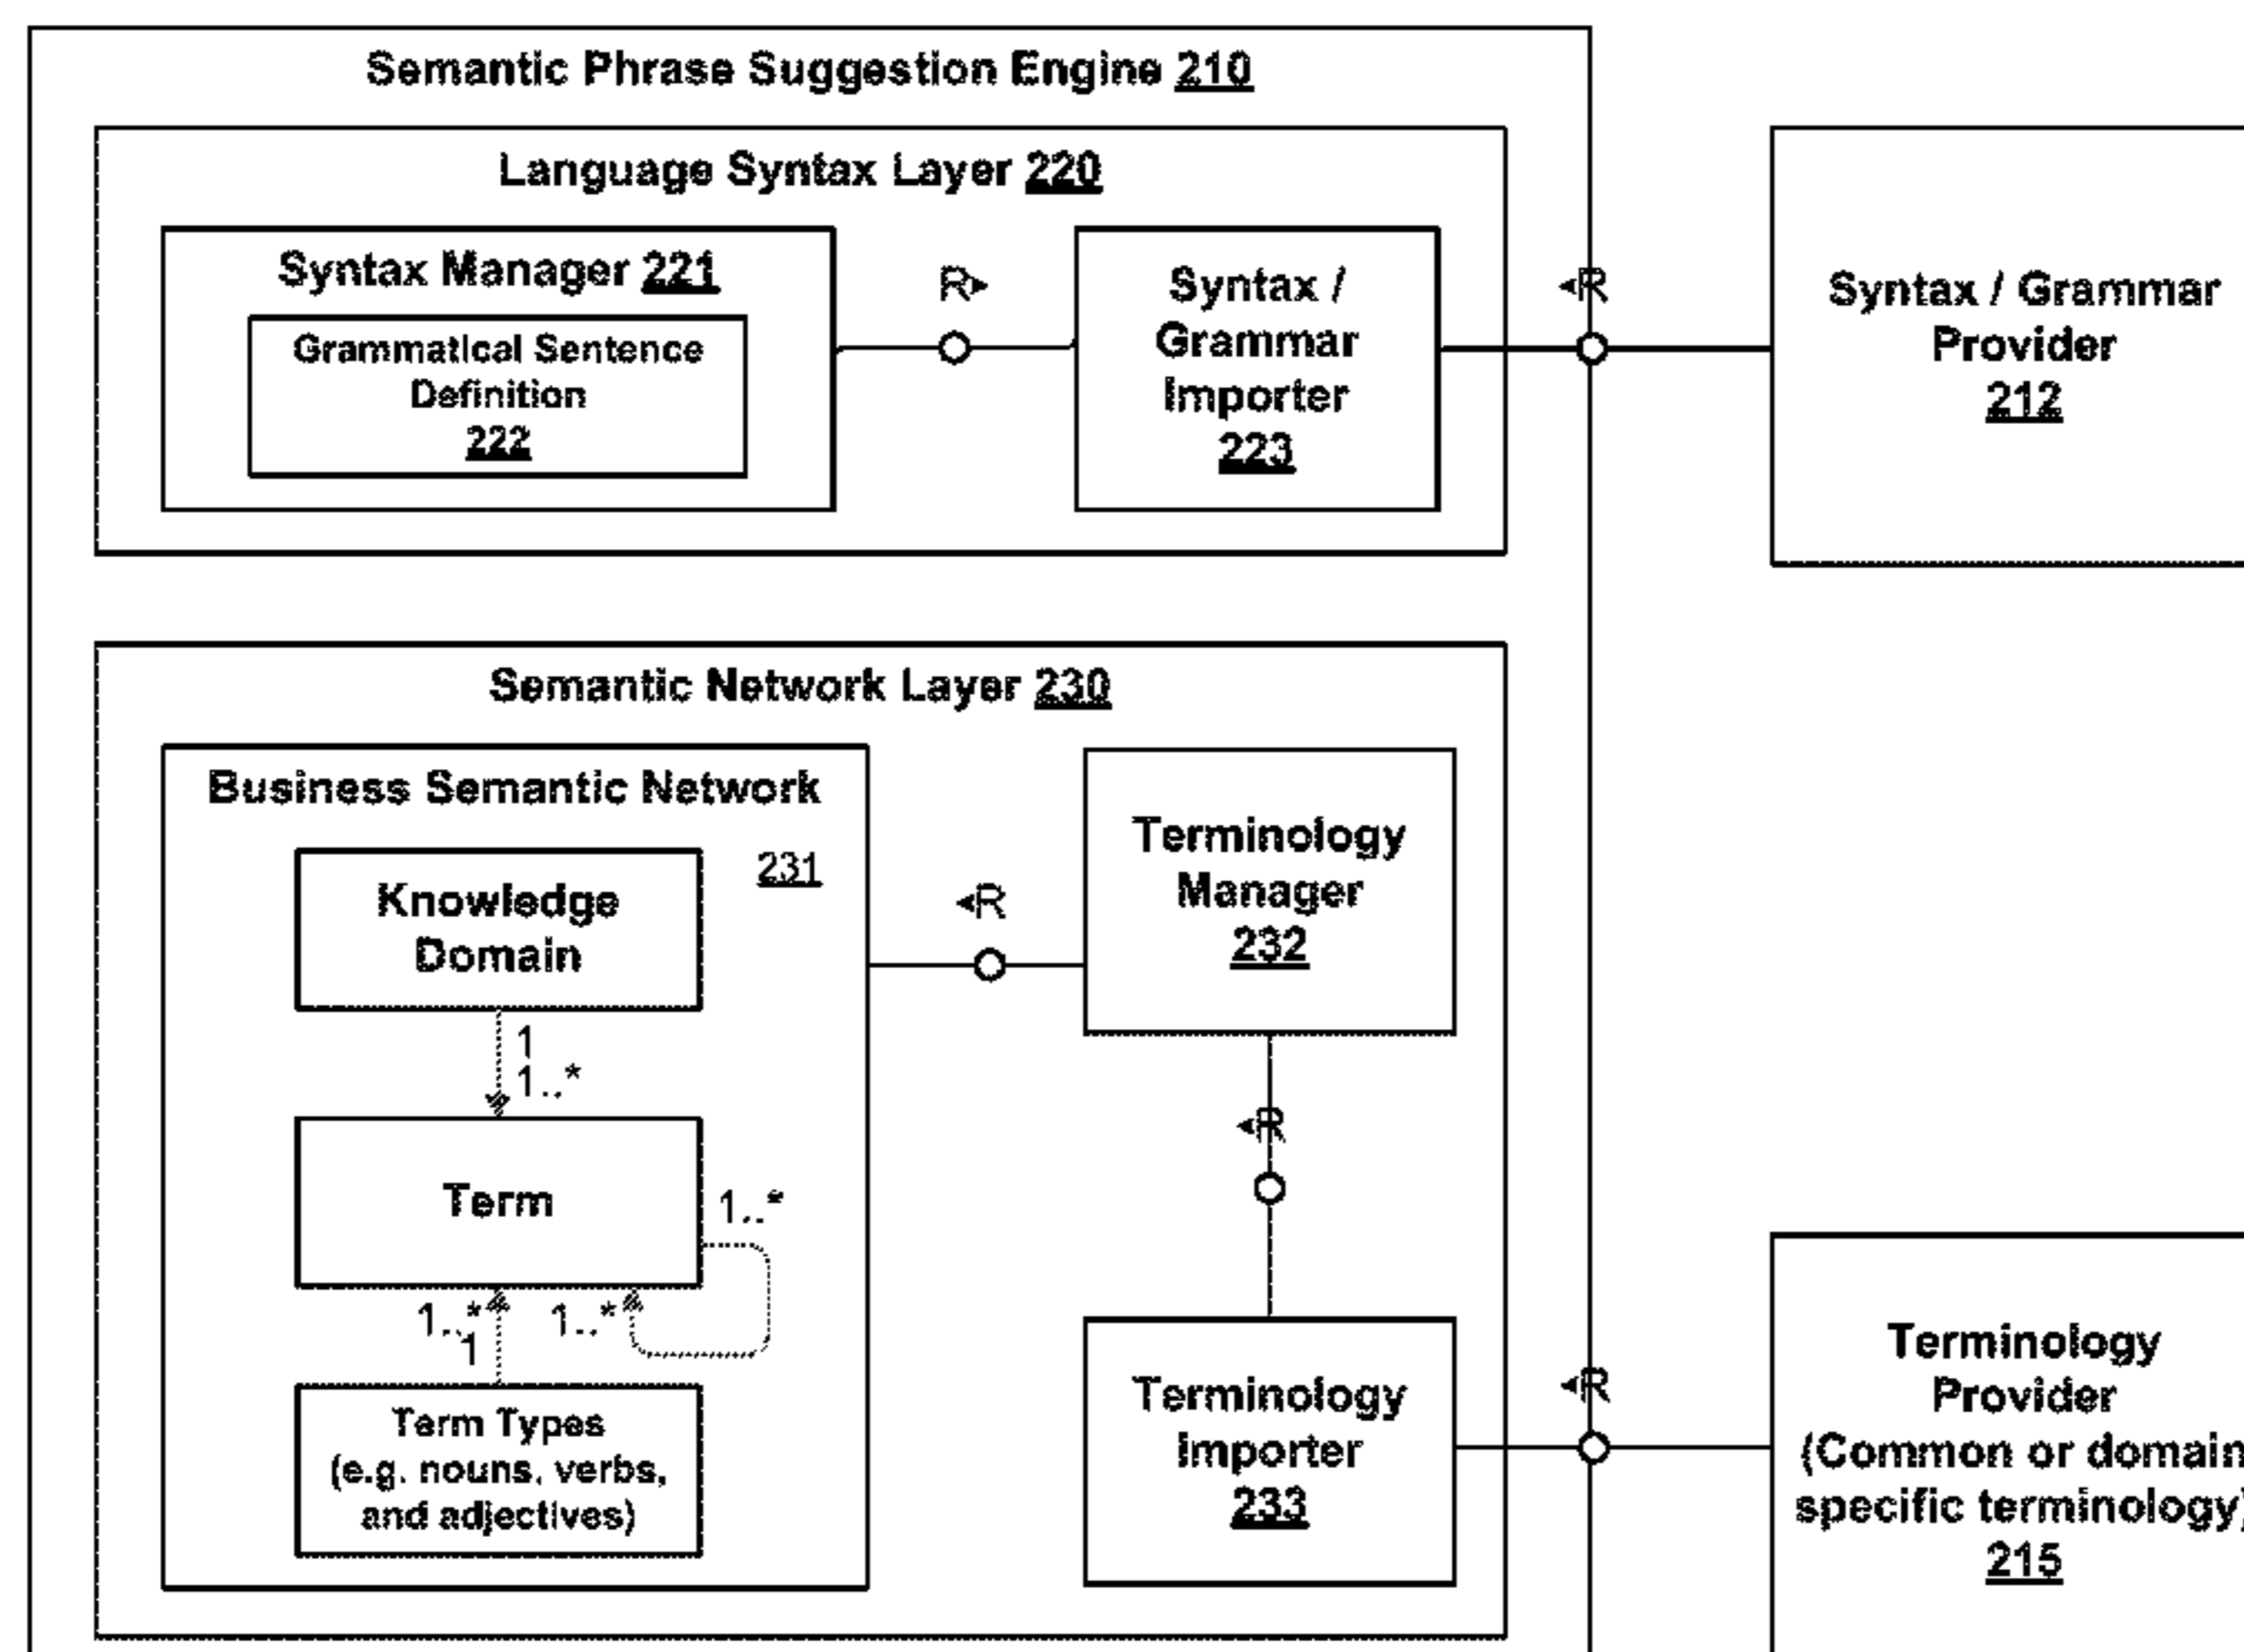 Semantic Phrase Suggestion Engine 210
Language Syntax Layer 220
Syntax Manager 221
Grammatical Sentence
Definition
222
R
Syntax /
Grammar
Importer
223
R
Syntax / Grammar
Provider
212
Semantic Network Layer 230
Business Semantic Network
231
Knowledge
Domain
1
1..*
Term
1..*
1..*
1..*
1
Term Types
(e.g. nouns, verbs,
and adjectives)
R
Terminology
Manager
232
R
Terminology
Importer
233
R
Terminology
Provider
(Common or domain
specific terminology)
215